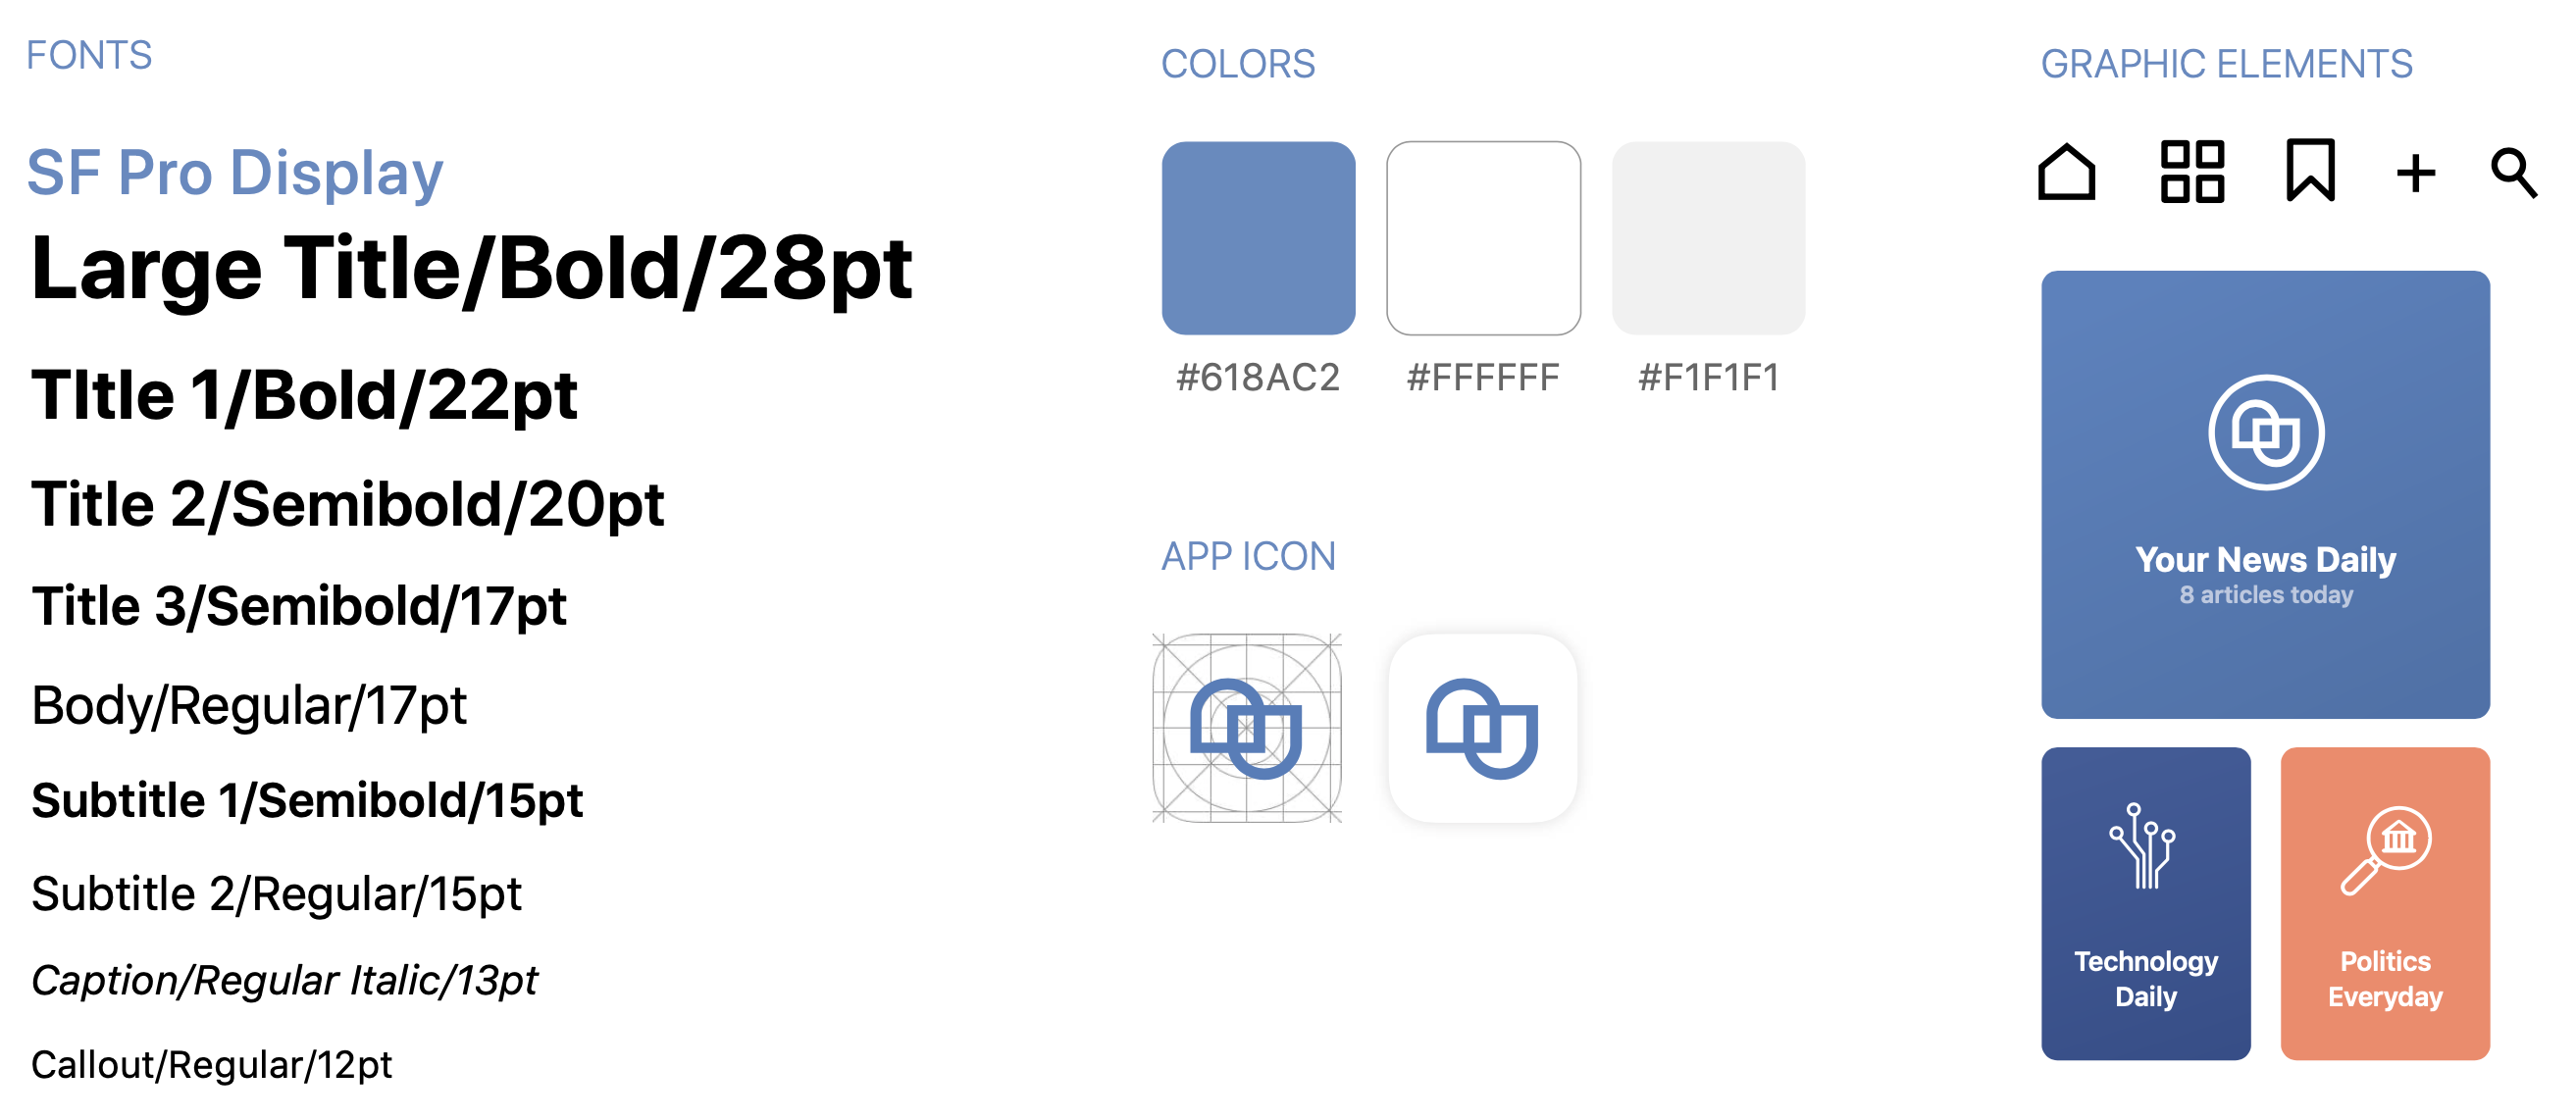 FONTS
SF Pro Display
Large Title/Bold/28pt
TItle 1/Bold/22pt
Title 2/Semibold/20pt
Title 3/Semibold/17pt
Body/Regular/17pt
Subtitle 1/Semibold/15pt
Subtitle 2/Regular/15pt
Caption/Regular Italic/13pt
Callout/Regular/12pt
COLORS
#618AC2 #FFFFFF #F1F1F1
APP ICON
GRAPHIC ELEMENTS
Your News Daily
8 articles today
Technology
Daily
Politics
Everyday